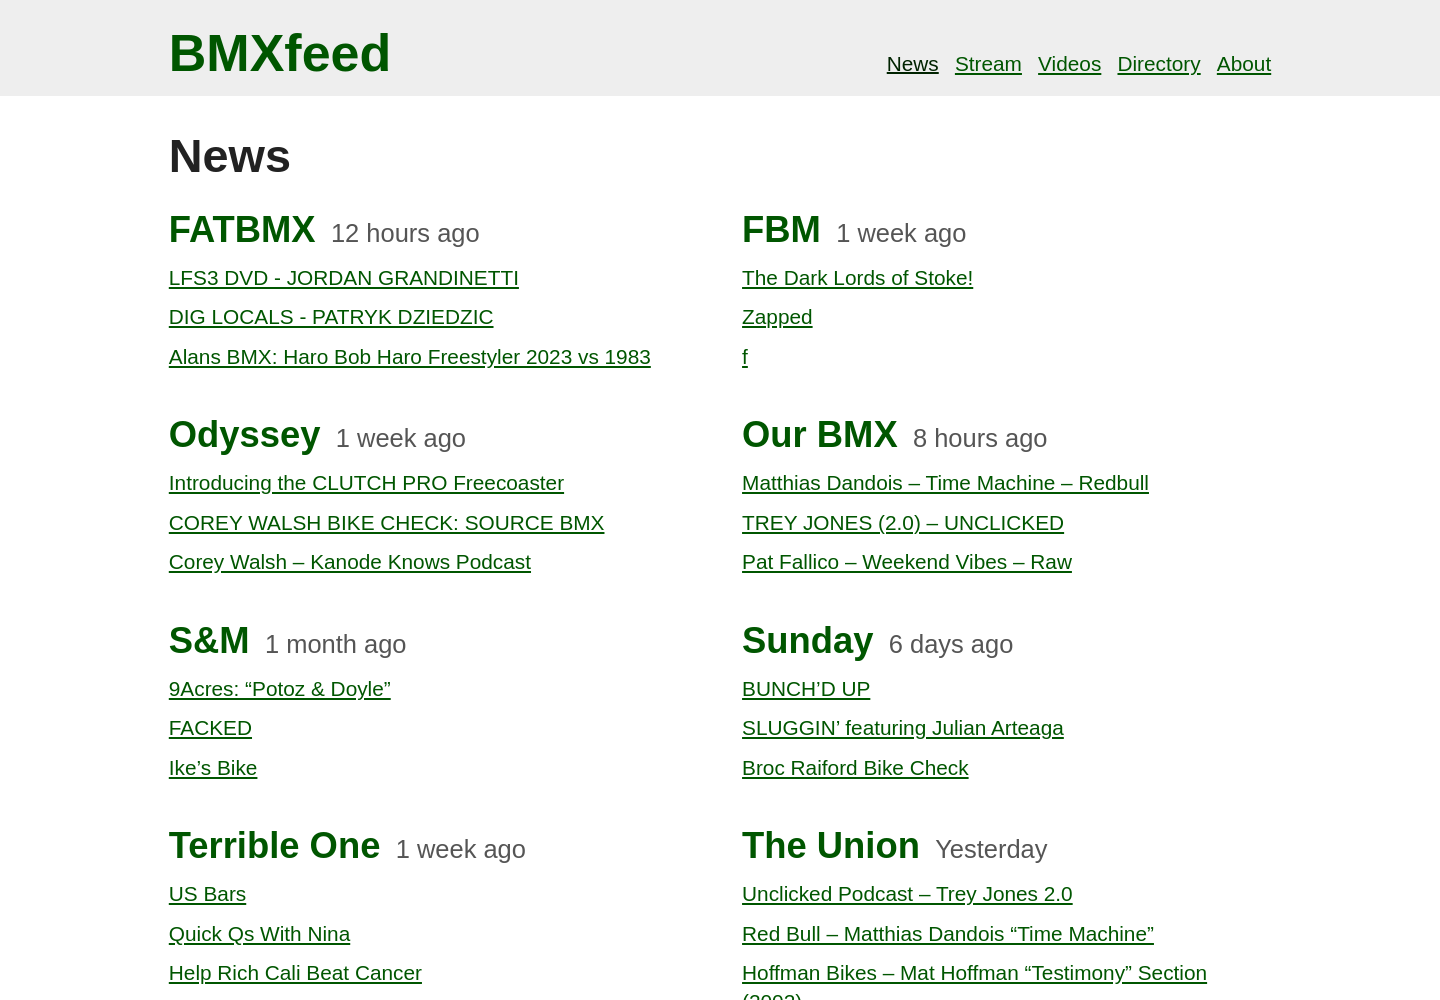 BMXfeed
News Stream Videos Directory About
News
FATBMX 12 hours ago
LFS3 DVD - JORDAN GRANDINETTI
DIG LOCALS - PATRYK DZIEDZIC
Alans BMX: Haro Bob Haro Freestyler 2023 vs 1983
FBM 1 week ago
The Dark Lords of Stoke!
Zapped
f
Odyssey 1 week ago
Introducing the CLUTCH PRO Freecoaster
COREY WALSH BIKE CHECK: SOURCE BMX
Corey Walsh – Kanode Knows Podcast
Our BMX 8 hours ago
Matthias Dandois – Time Machine – Redbull
TREY JONES (2.0) – UNCLICKED
Pat Fallico – Weekend Vibes – Raw
S&M 1 month ago
9Acres: “Potoz & Doyle”
FACKED
Ike’s Bike
Sunday 6 days ago
BUNCH’D UP
SLUGGIN’ featuring Julian Arteaga
Broc Raiford Bike Check
Terrible One 1 week ago
US Bars
Quick Qs With Nina
Help Rich Cali Beat Cancer
The Union Yesterday
Unclicked Podcast – Trey Jones 2.0
Red Bull – Matthias Dandois “Time Machine”
Hoffman Bikes – Mat Hoffman “Testimony” Section